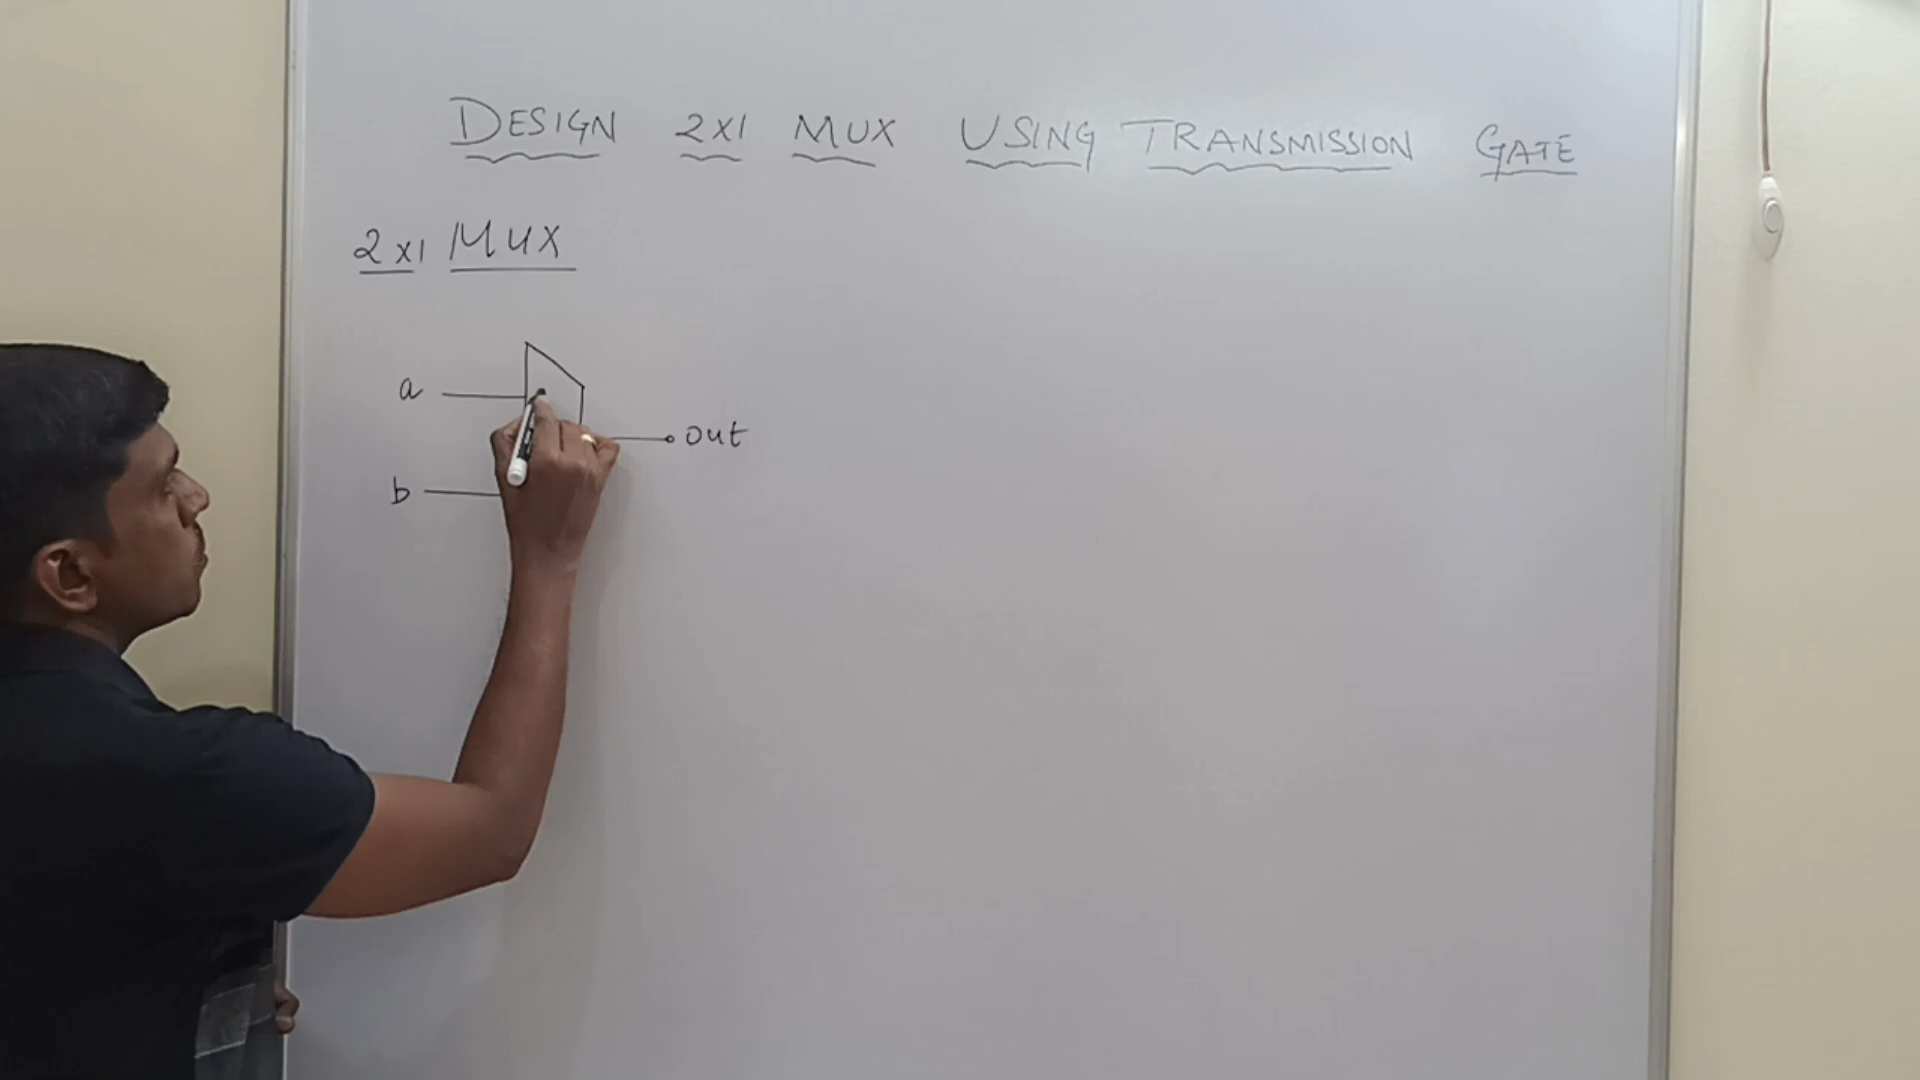 DESIGN 2X1 MUX USING TRANSMISSION GATE
2X1 MUX
a
out
b